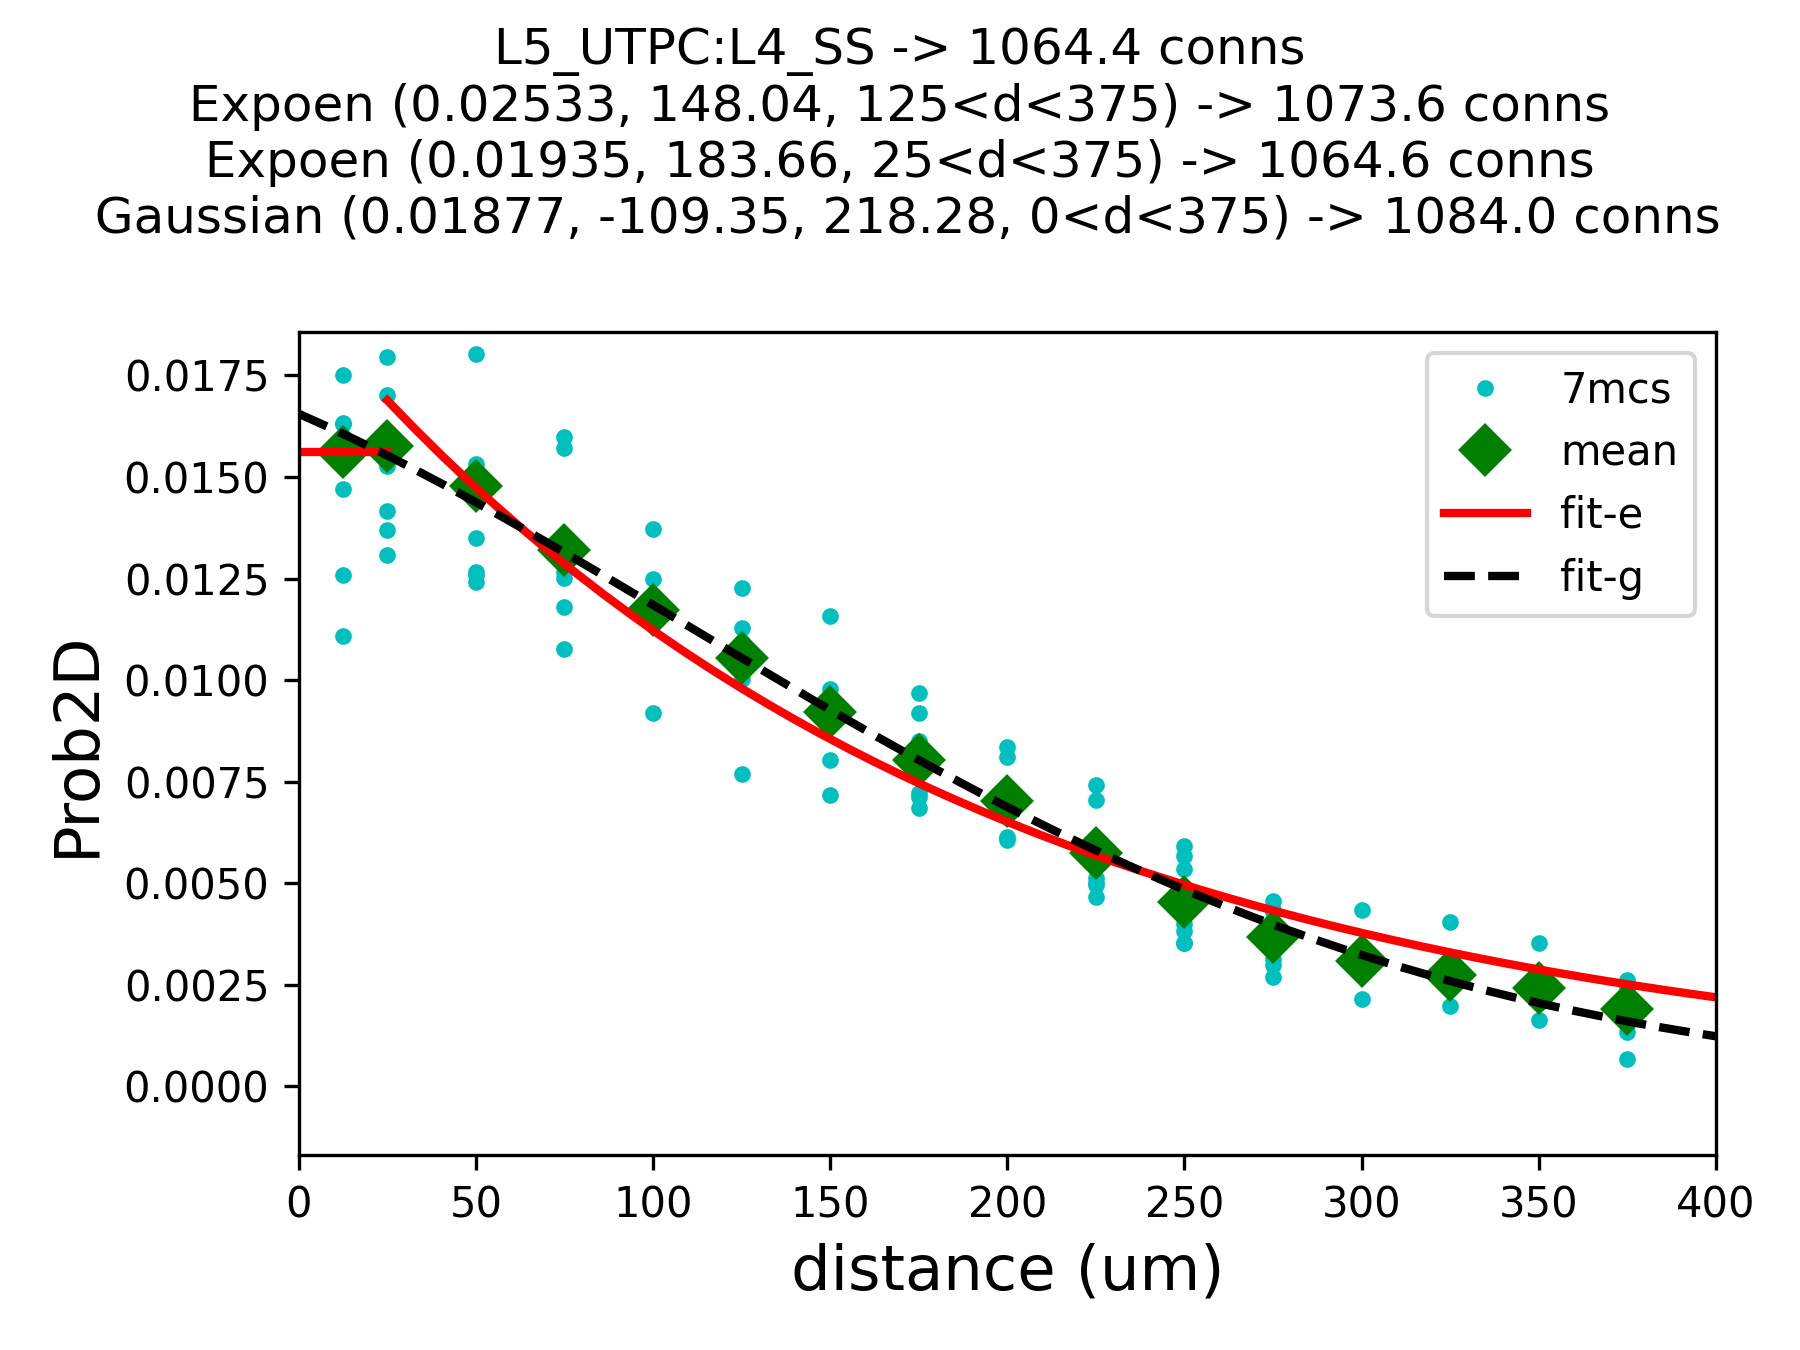 L5_UTPC:L4_SS -> 1064.4 conns
Expoen (0.02533, 148.04, 125<d<375) -> 1073.6 conns
Expoen (0.01935, 183.66, 25<d<375) -> 1064.6 conns
Gaussian (0.01877, -109.35, 218.28, 0<d<375) -> 1084.0 conns
0.0175
0.0150
0.0125
0.0100
0.0075
0.0050
0.0025
0.0000
Prob2D
7mcs
mean
fit-e
fit-g
0 50 100 150 200 250 300 350 400
distance (um)